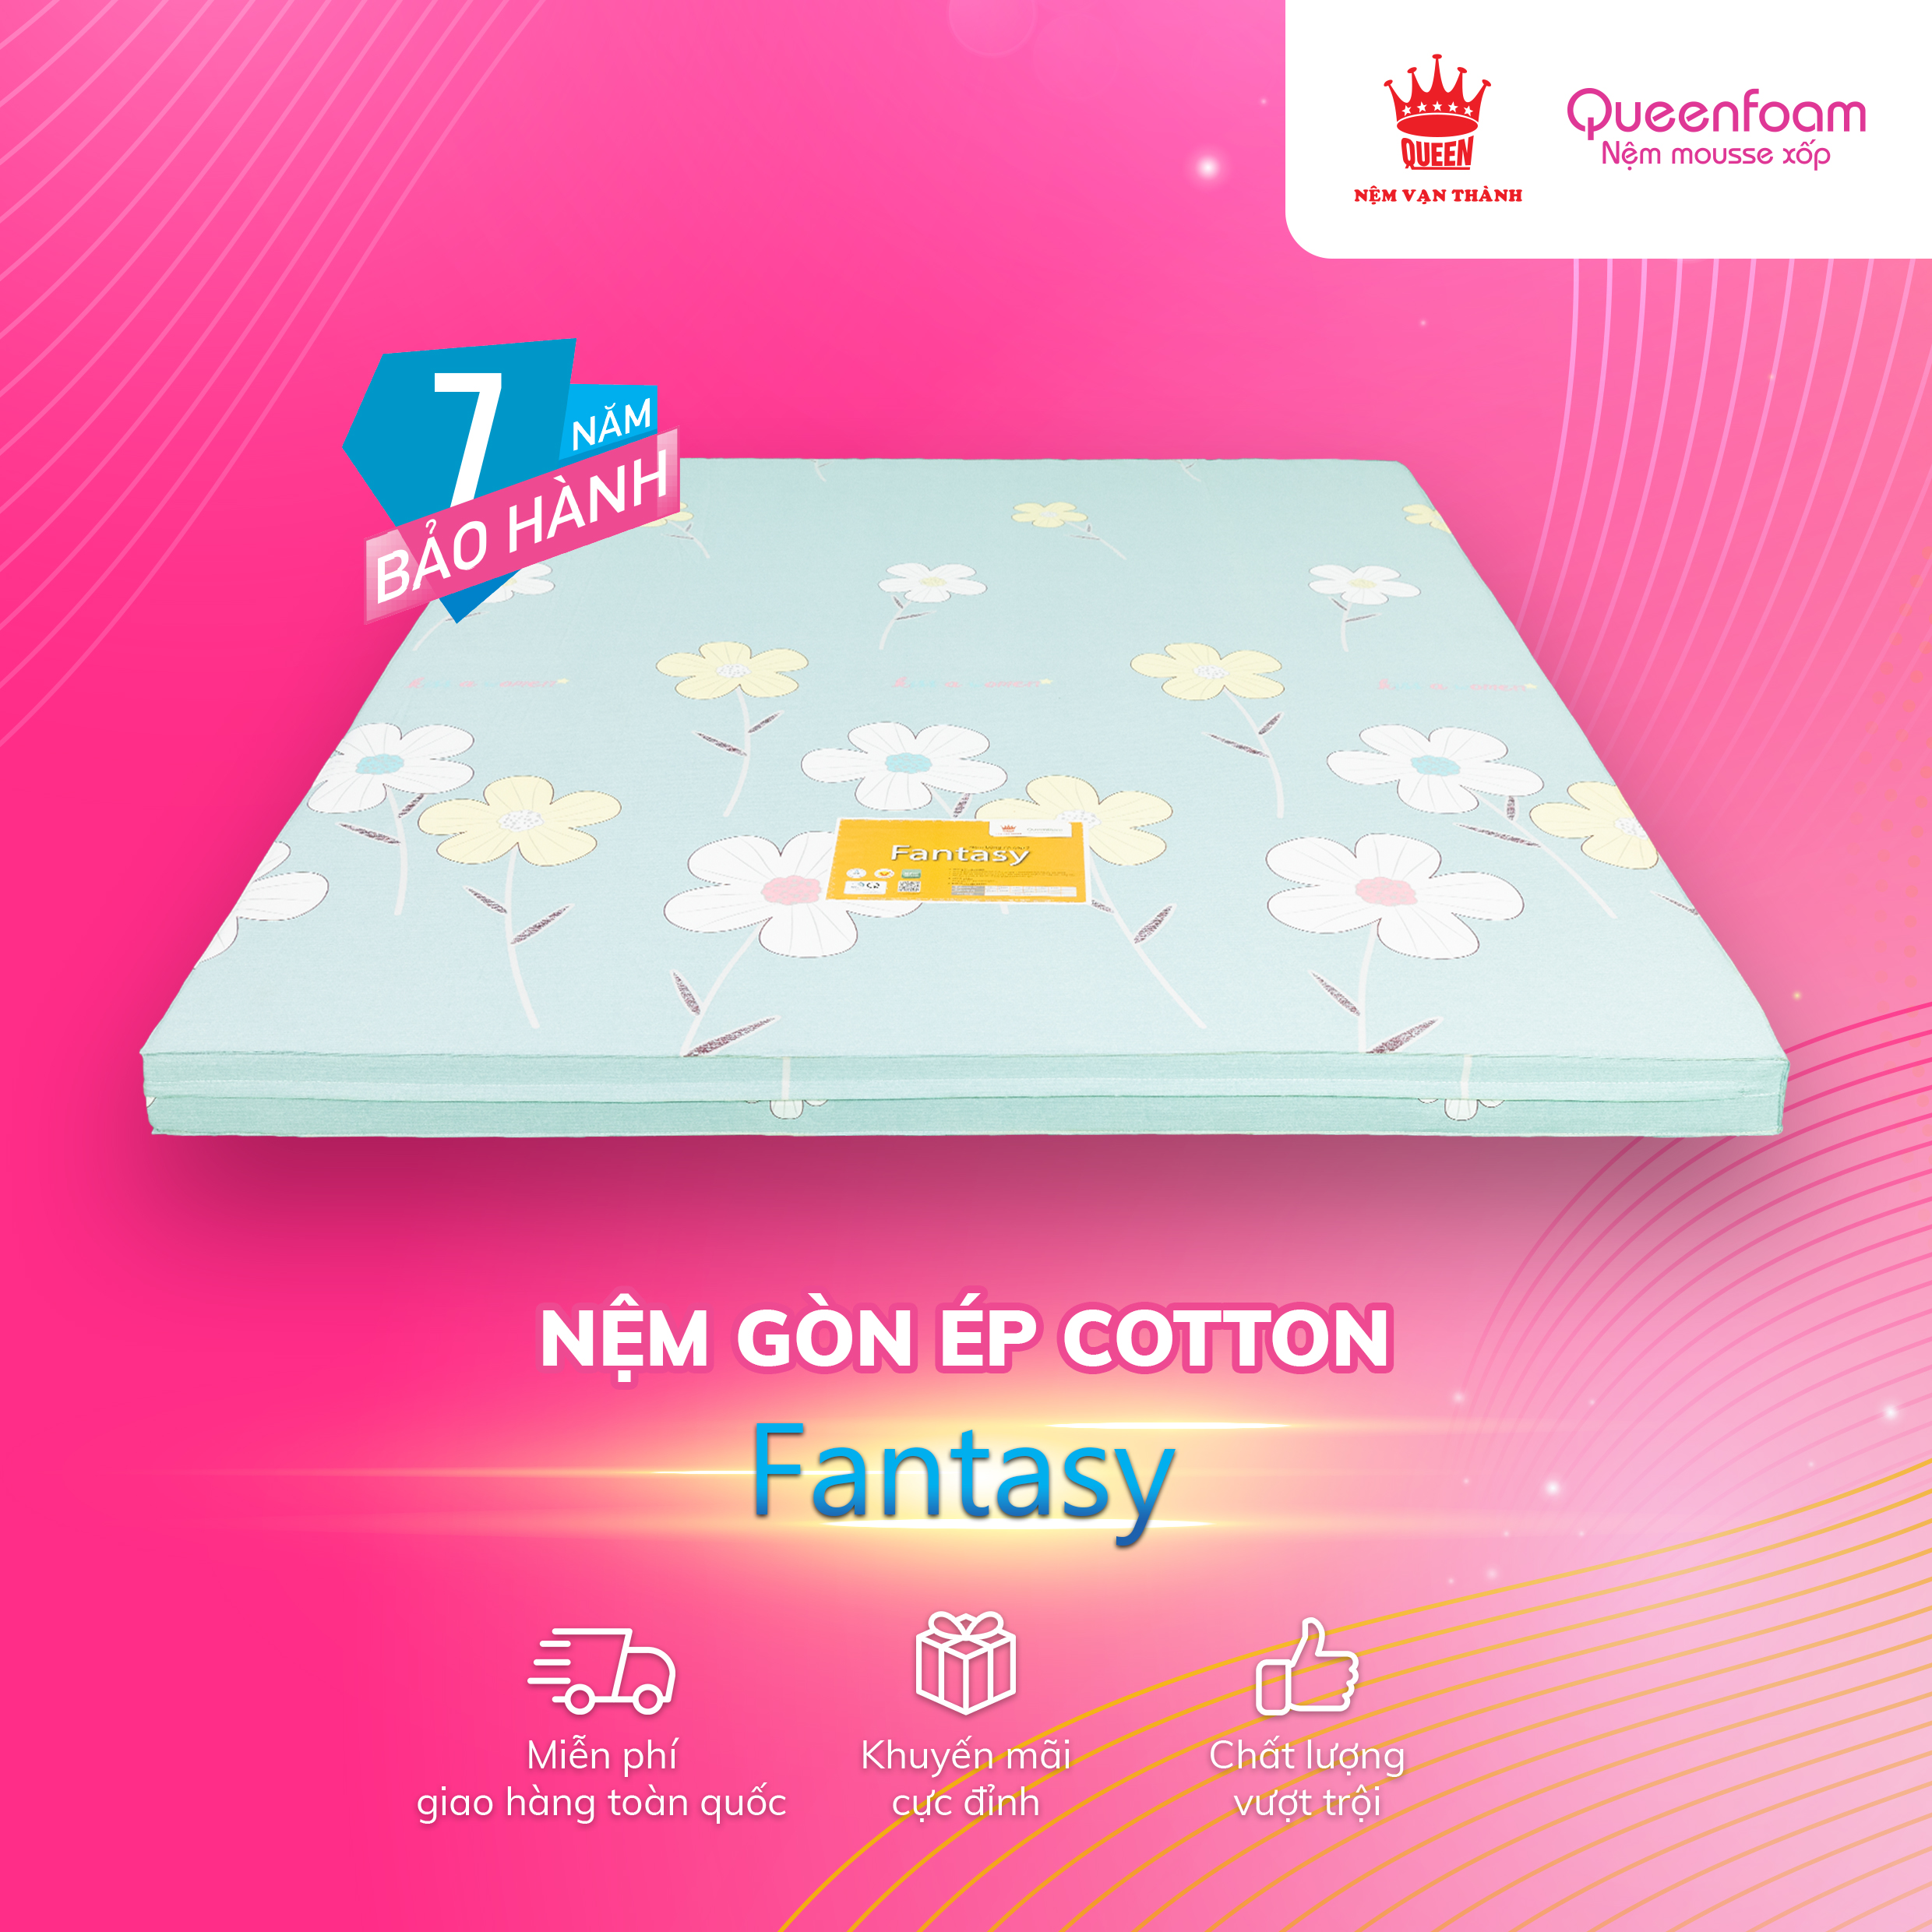 QUEEN
NỆM VẠN THÀNH
Queenfoam
Nệm mousse xốp
7
NĂM
BẢO HÀNH
Fantasy
NỆM GÒN ÉP COTTON
Fantasy
Miễn phí
giao hàng toàn quốc
Khuyến mãi
cực đỉnh
Chất lượng
vượt trội